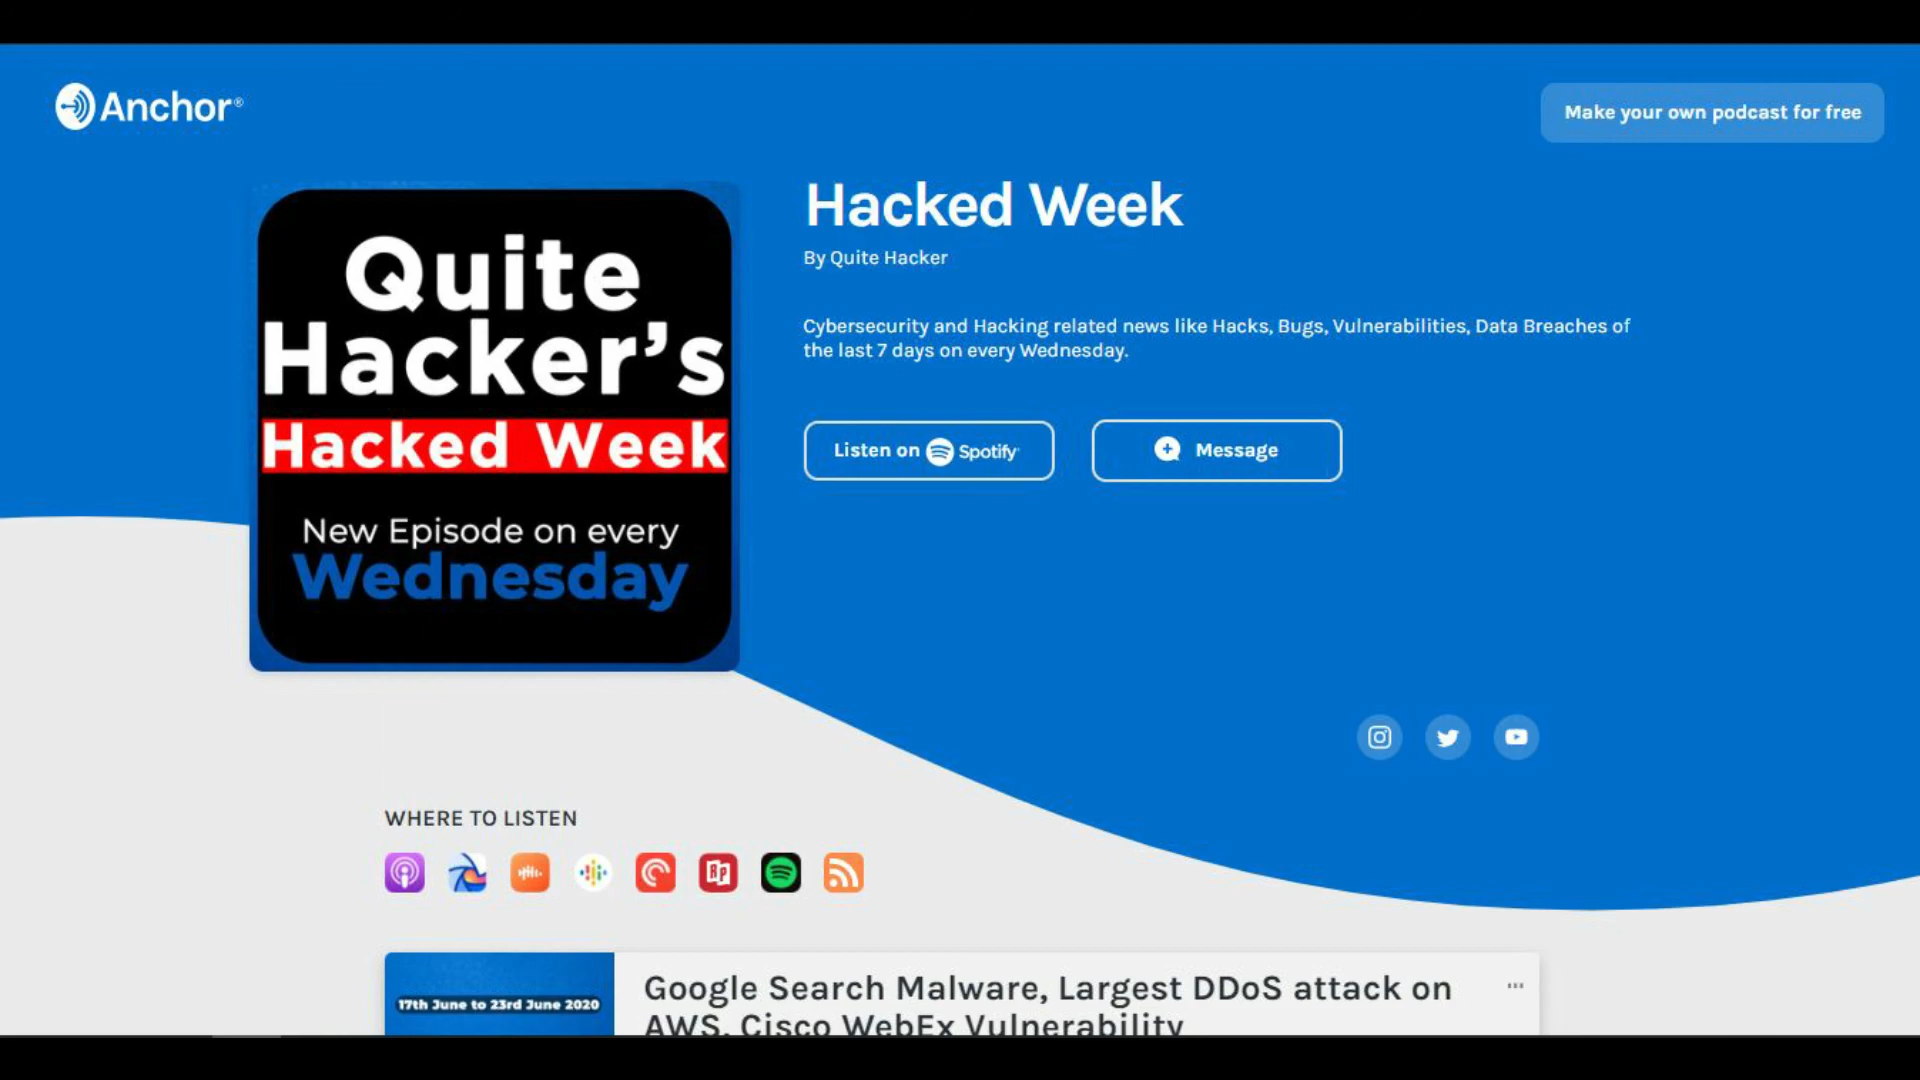 Anchor®
Make your own podcast for free
Quite
Hacker's
Hacked Week
New Episode on every
Wednesday
Hacked Week
By Quite Hacker
Cybersecurity and Hacking related news like Hacks, Bugs, Vulnerabilities, Data Breaches of
the last 7 days on every Wednesday.
Listen on Spotify
Message
WHERE TO LISTEN
RP
17th June to 23rd June 2020
Google Search Malware, Largest DDoS attack on
AWS, Cisco WebEx Vulnerability